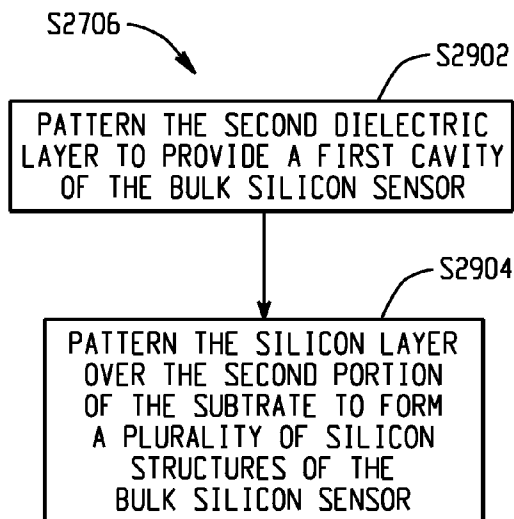 S2706
S2902
PATTERN THE SECOND DIELECTRIC
LAYER TO PROVIDE A FIRST CAVITY
OF THE BULK SILICON SENSOR
S2904
PATTERN THE SILICON LAYER
OVER THE SECOND PORTION
OF THE SUBTRATE TO FORM
A PLURALITY OF SILICON
STRUCTURES OF THE
BULK SILICON SENSOR